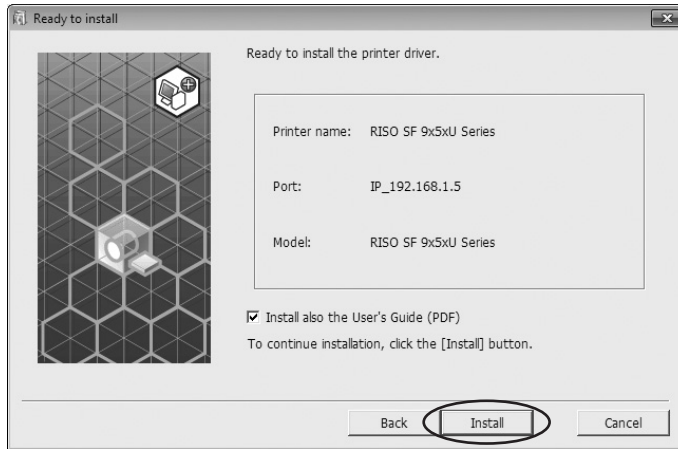 Ready to install
Ready to install the printer driver.
Printer name: RISO SF 9x5xU Series
Port: IP_192.168.1.5
Model: RISO SF 9x5xU Series
Install also the User's Guide (PDF)
To continue installation, click the [Install] button.
Back Install Cancel